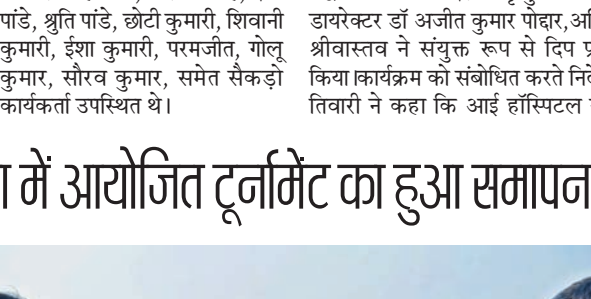 पांडे, श्रुति पांडे, छोटी कुमारी, शिवानी
कुमारी, ईशा कुमारी, परमजीत, गोलू
कुमार, सौरव कुमार, समेत सैकड़ो
कार्यकर्ता उपस्थित थे।
डायरेक्टर डॉ अजीत कुमार पोद्दार,
श्रीवास्तव ने संयुक्त रूप से दिप
किया।कार्यक्रम को संबोधित करते
तिवारी ने कहा कि आई हॉस्पिटल
में आयोजित टूर्नामेंट का हुआ समापन